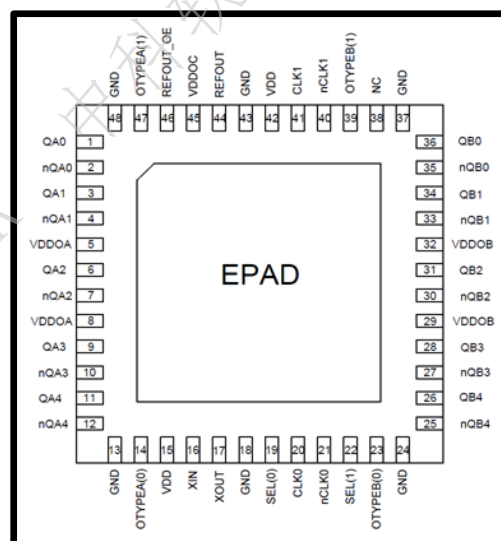 中科软
GND
OTYPEA(1)
REFOUT_OE
VDDOC
REFOUT
GND
VDD
CLK1
nCLK1
OTYPEB(1)
NC
GND
48 47 46 45 44 43 42 41 40 39 38 37
QA0 1
nQA0 2
QA1 3
nQA1 4
VDDOA 5
QA2 6
nQA2 7
VDDOA 8
QA3 9
nQA3 10
QA4 11
nQA4 12
EPAD
36 QB0
35 nQB0
34 QB1
33 nQB1
32 VDDOB
31 QB2
30 nQB2
29 VDDOB
28 QB3
27 nQB3
26 QB4
25 nQB4
13 14 15 16 17 18 19 20 21 22 23 24
GND
OTYPEA(0)
VDD
XIN
XOUT
GND
SEL(0)
CLK0
nCLK0
SEL(1)
OTYPEB(0)
GND